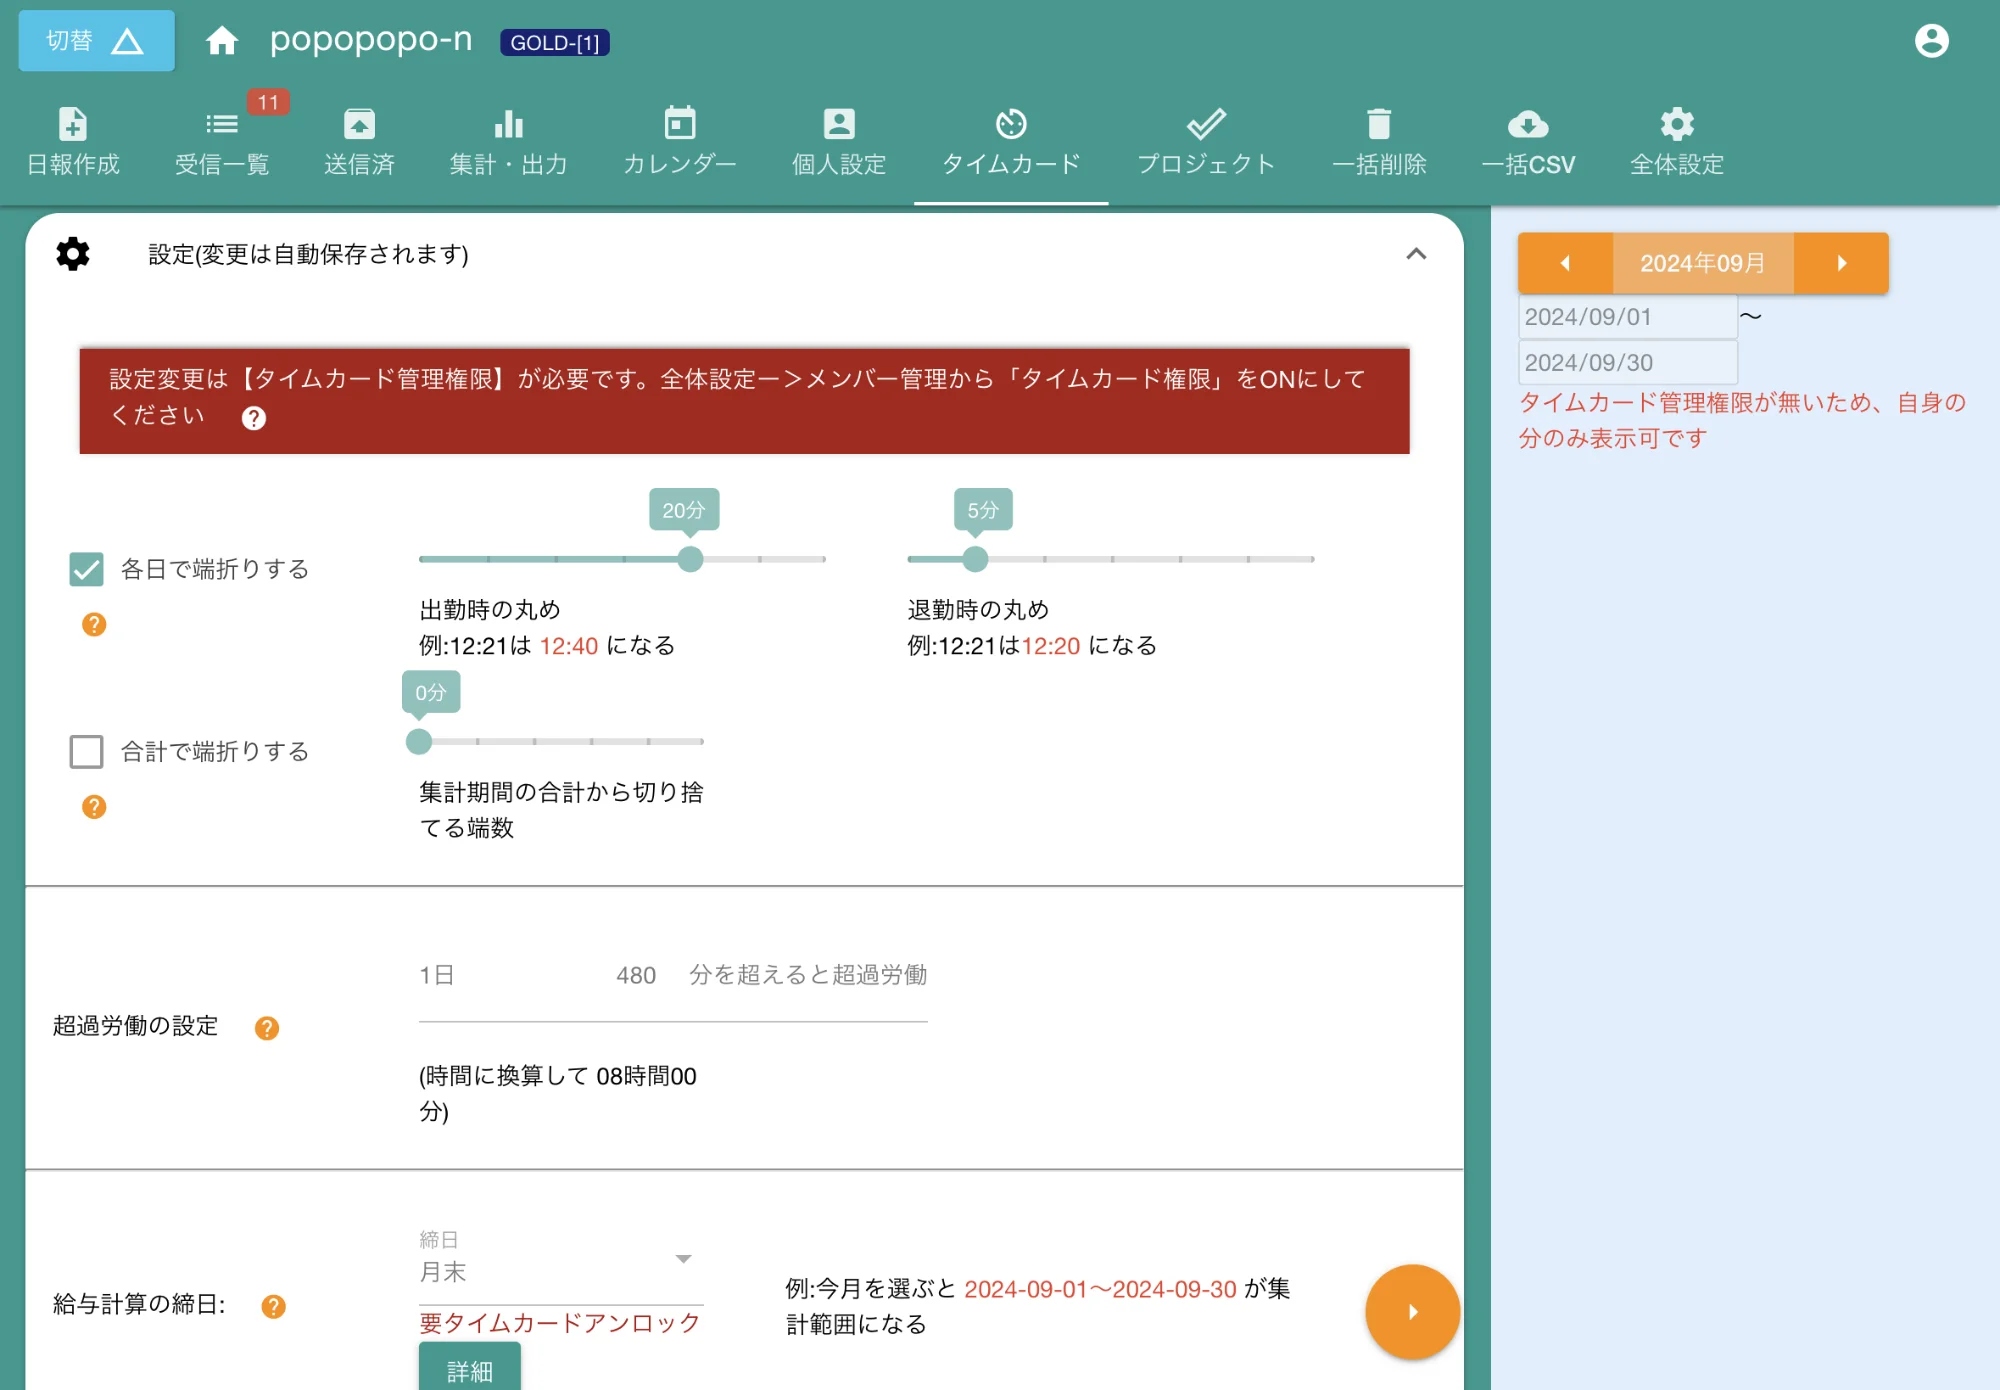 切替
popopopo-n
GOLD-[1]
11
日報作成
受信一覧
送信済
集計・出力
カレンダー
個人設定
タイムカード
プロジェクト
一括削除
一括CSV
全体設定
設定(変更は自動保存されます)
設定変更は【タイムカード管理権限】が必要です。全体設定ー＞メンバー管理から「タイムカード権限」をONにして
ください
20分
5分
各日で端折りする
出勤時の丸め
例:12:21は 12:40 になる
退勤時の丸め
例:12:21は12:20 になる
0分
合計で端折りする
集計期間の合計から切り捨
てる端数
1日 480 分を超えると超過労働
超過労働の設定
(時間に換算して 08時間00
分)
締日
月末
給与計算の締日:
要タイムカードアンロック
例:今月を選ぶと 2024-09-01〜2024-09-30 が集
計範囲になる
詳細
2024年09月
2024/09/01 〜
2024/09/30
タイムカード管理権限が無いため、自身の
分のみ表示可です